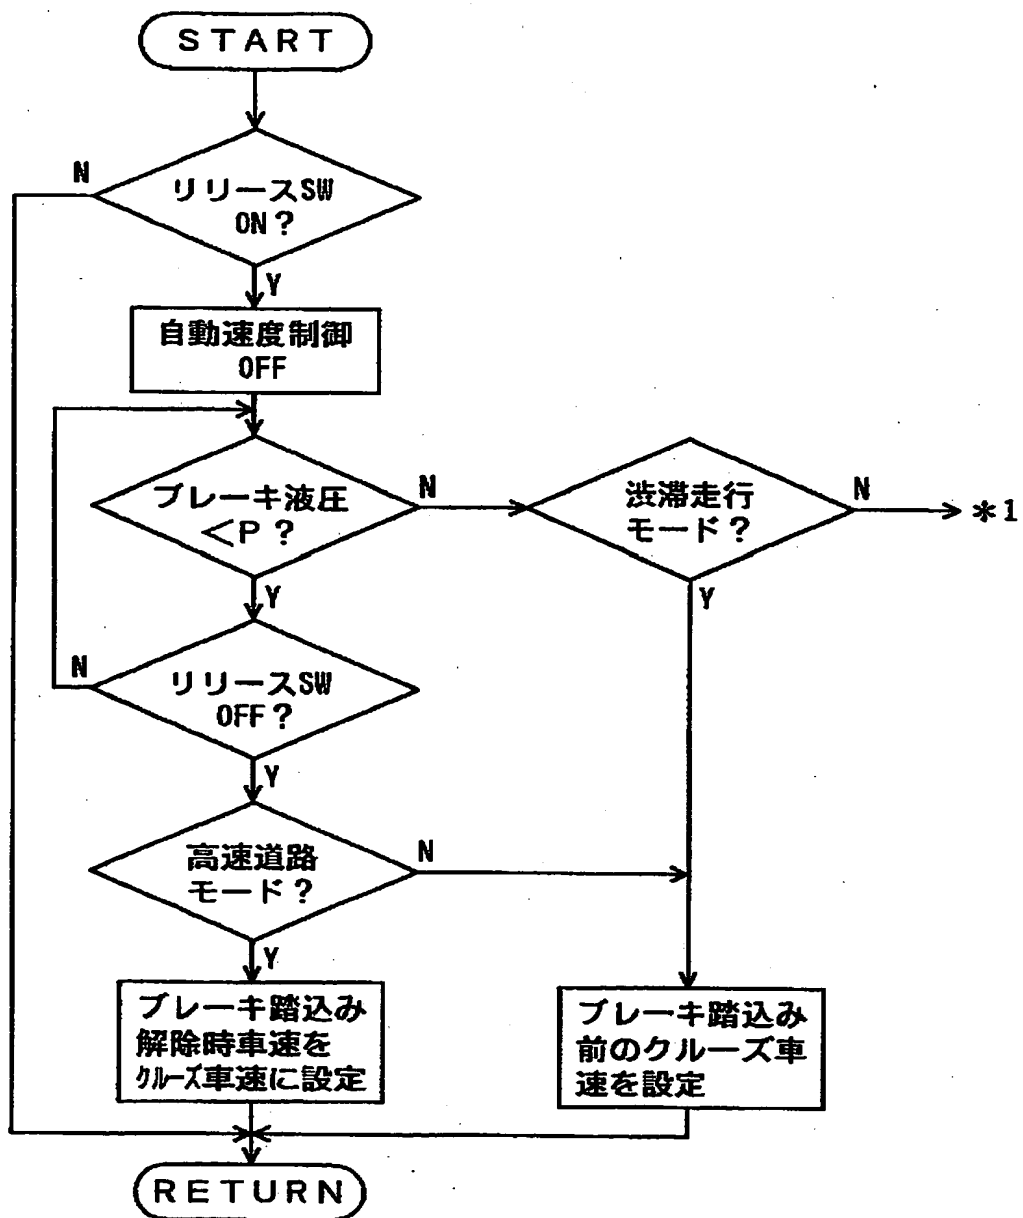 START
リリースSW
ON?
N
Y
自動速度制御
OFF
ブレーキ液圧
<P?
N
Y
渋滞走行
モード?
N
*1
Y
リリースSW
OFF?
N
Y
高速道路
モード?
N
Y
ブレーキ踏込み
解除時車速を
クルーズ車速に設定
ブレーキ踏込み
前のクルーズ車
速を設定
RETURN